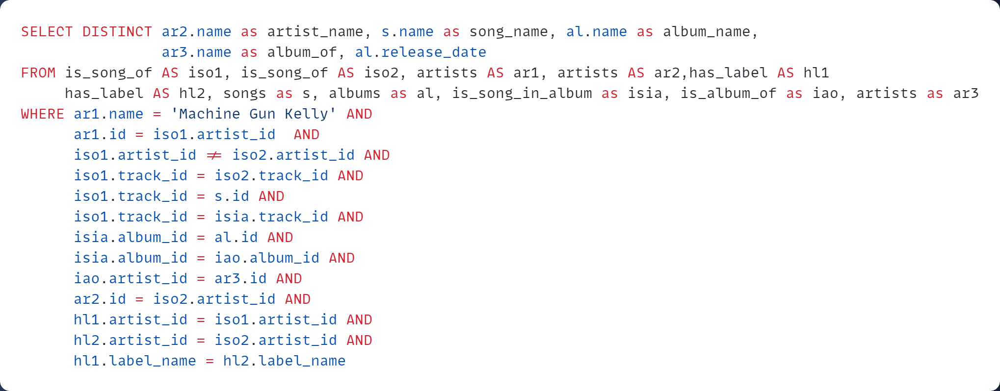 SELECT DISTINCT ar2.name as artist_name, s.name as song_name, al.name as album_name,
                ar3.name as album_of, al.release_date
FROM is_song_of AS iso1, is_song_of AS iso2, artists AS ar1, artists AS ar2,has_label AS hl1
     has_label AS hl2, songs as s, albums as al, is_song_in_album as isia, is_album_of as iao, artists as ar3
WHERE ar1.name = 'Machine Gun Kelly' AND
      ar1.id = iso1.artist_id  AND
      iso1.artist_id ≠ iso2.artist_id AND
      iso1.track_id = iso2.track_id AND
      iso1.track_id = s.id AND
      iso1.track_id = isia.track_id AND
      isia.album_id = al.id AND
      isia.album_id = iao.album_id AND
      iao.artist_id = ar3.id AND
      ar2.id = iso2.artist_id AND
      hl1.artist_id = iso1.artist_id AND
      hl2.artist_id = iso2.artist_id AND
      hl1.label_name = hl2.label_name